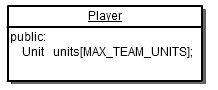 Player
public:
Unit units[MAX_TEAM_UNITS];